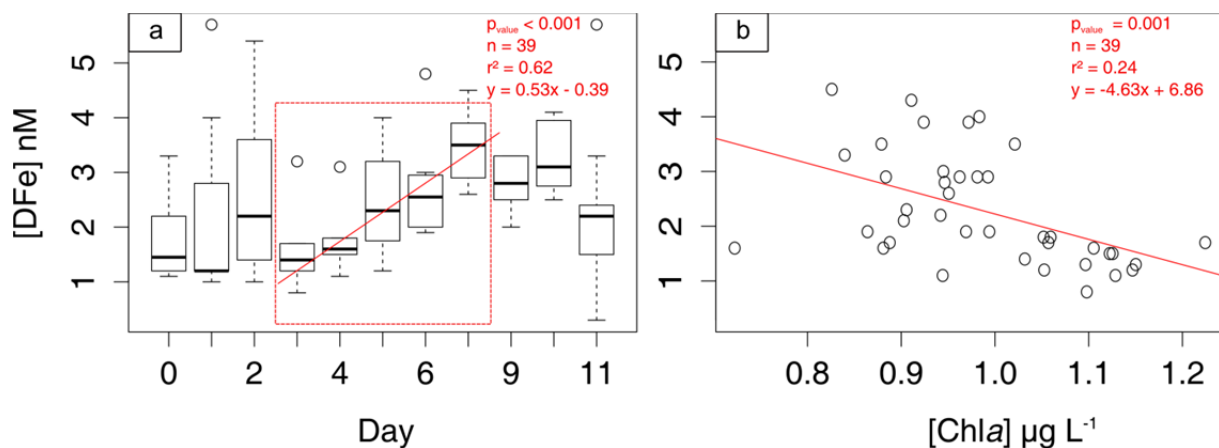 a
p value < 0.001
n = 39
r² = 0.62
y = 0.53x - 0.39
[DFe] nM
5
4
3
2
1
0
2
4
6
9
11
Day
b
p value = 0.001
n = 39
r² = 0.24
y = -4.63x + 6.86
5
4
3
2
1
0.8
0.9
1.0
1.1
1.2
[Chla] µg L⁻¹